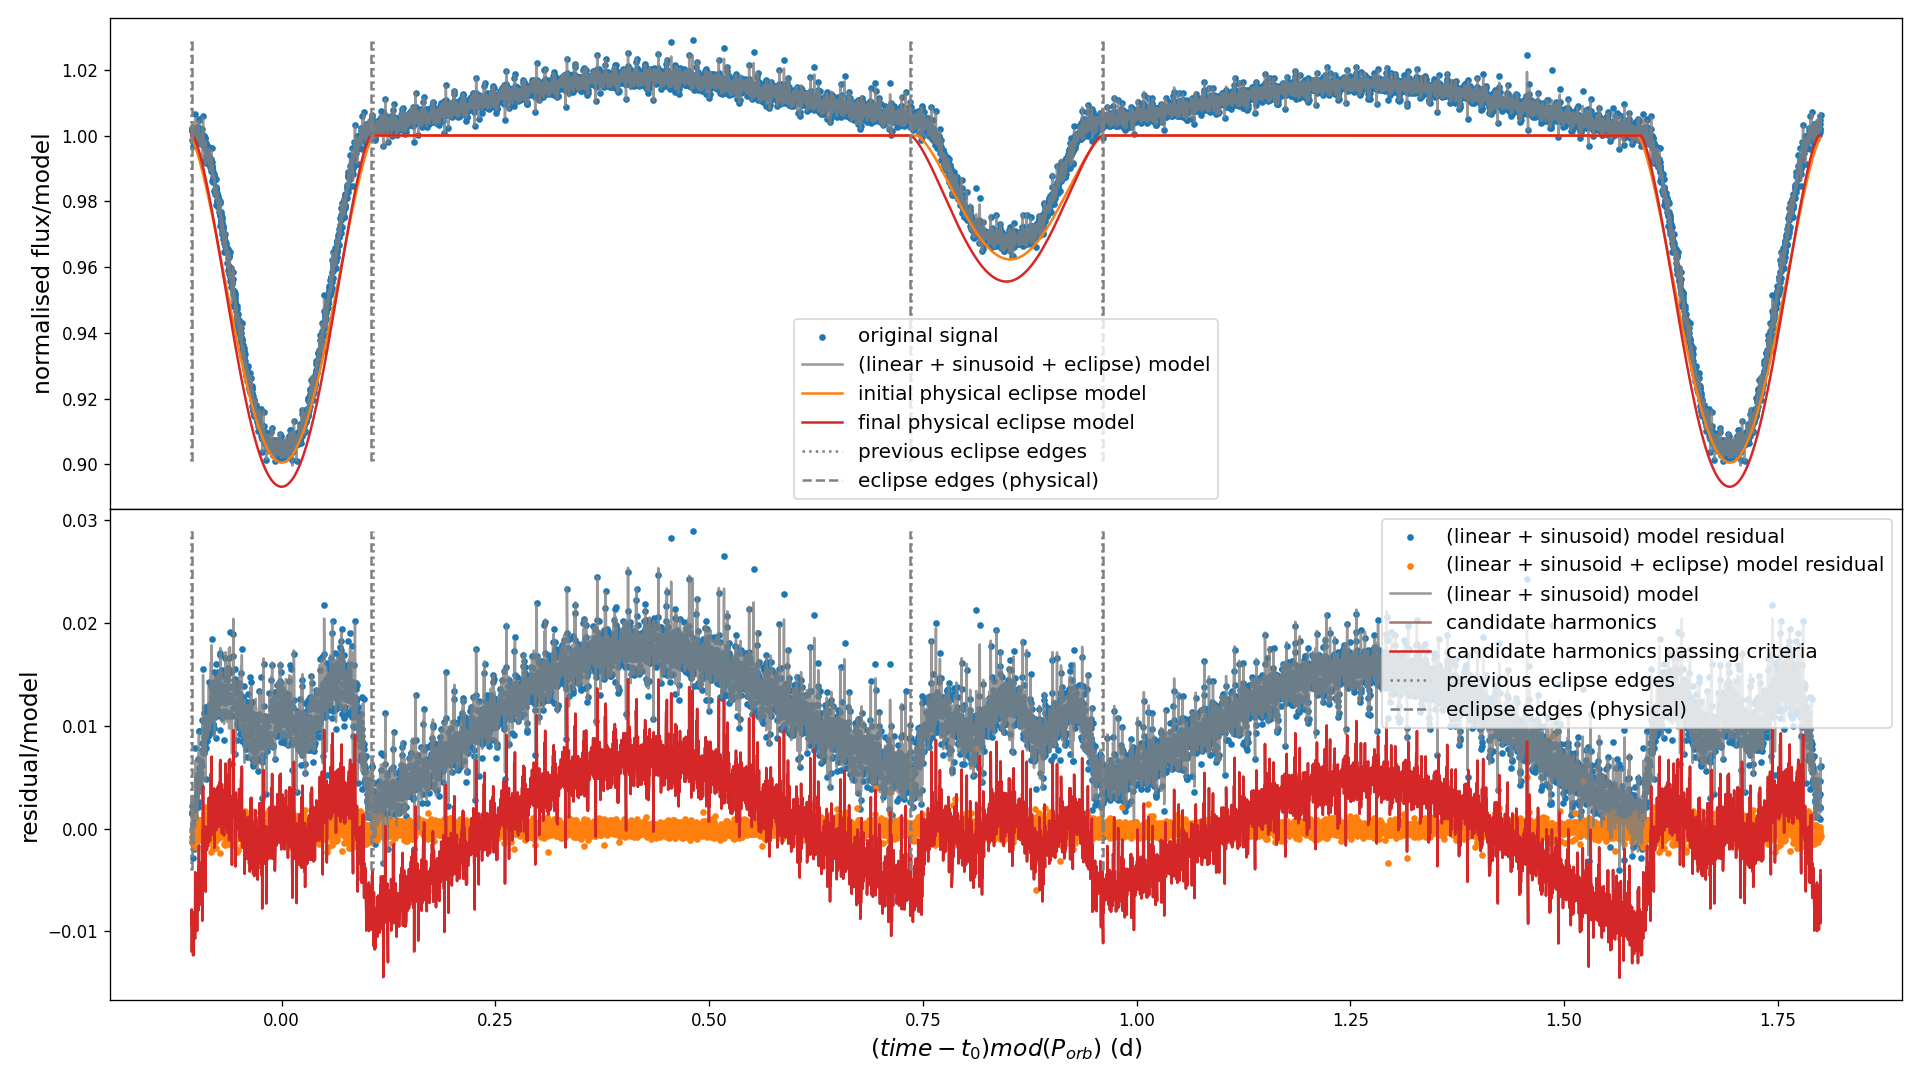 normalised flux/model
1.02
1.00
0.98
0.96
0.94
0.92
0.90
original signal
(linear + sinusoid + eclipse) model
initial physical eclipse model
final physical eclipse model
previous eclipse edges
eclipse edges (physical)
residual/model
0.03
0.02
0.01
0.00
−0.01
(linear + sinusoid) model residual
(linear + sinusoid + eclipse) model residual
(linear + sinusoid) model
candidate harmonics
candidate harmonics passing criteria
previous eclipse edges
eclipse edges (physical)
0.00 0.25 0.50 0.75 1.00 1.25 1.50 1.75
(time − t₀)mod(P_orb) (d)